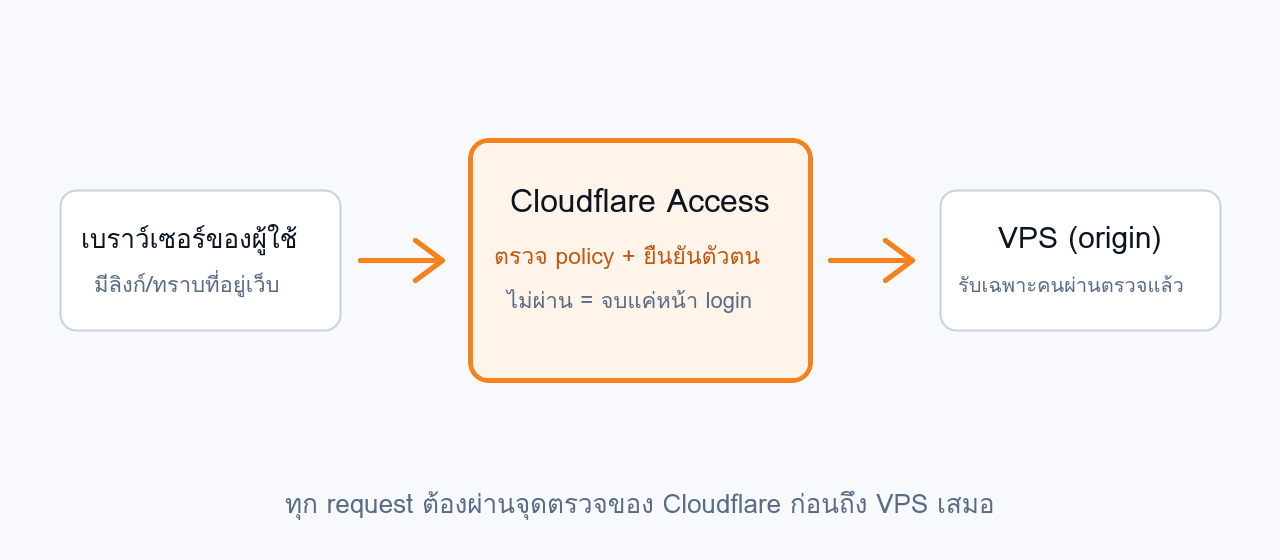 เบราว์เซอร์ของผู้ใช้
มีลิงก์/ทราบที่อยู่เว็บ
Cloudflare Access
ตรวจ policy + ยืนยันตัวตน
ไม่ผ่าน = จบแค่หน้า login
VPS (origin)
รับเฉพาะคนผ่านตรวจแล้ว
ทุก request ต้องผ่านจุดตรวจของ Cloudflare ก่อนถึง VPS เสมอ